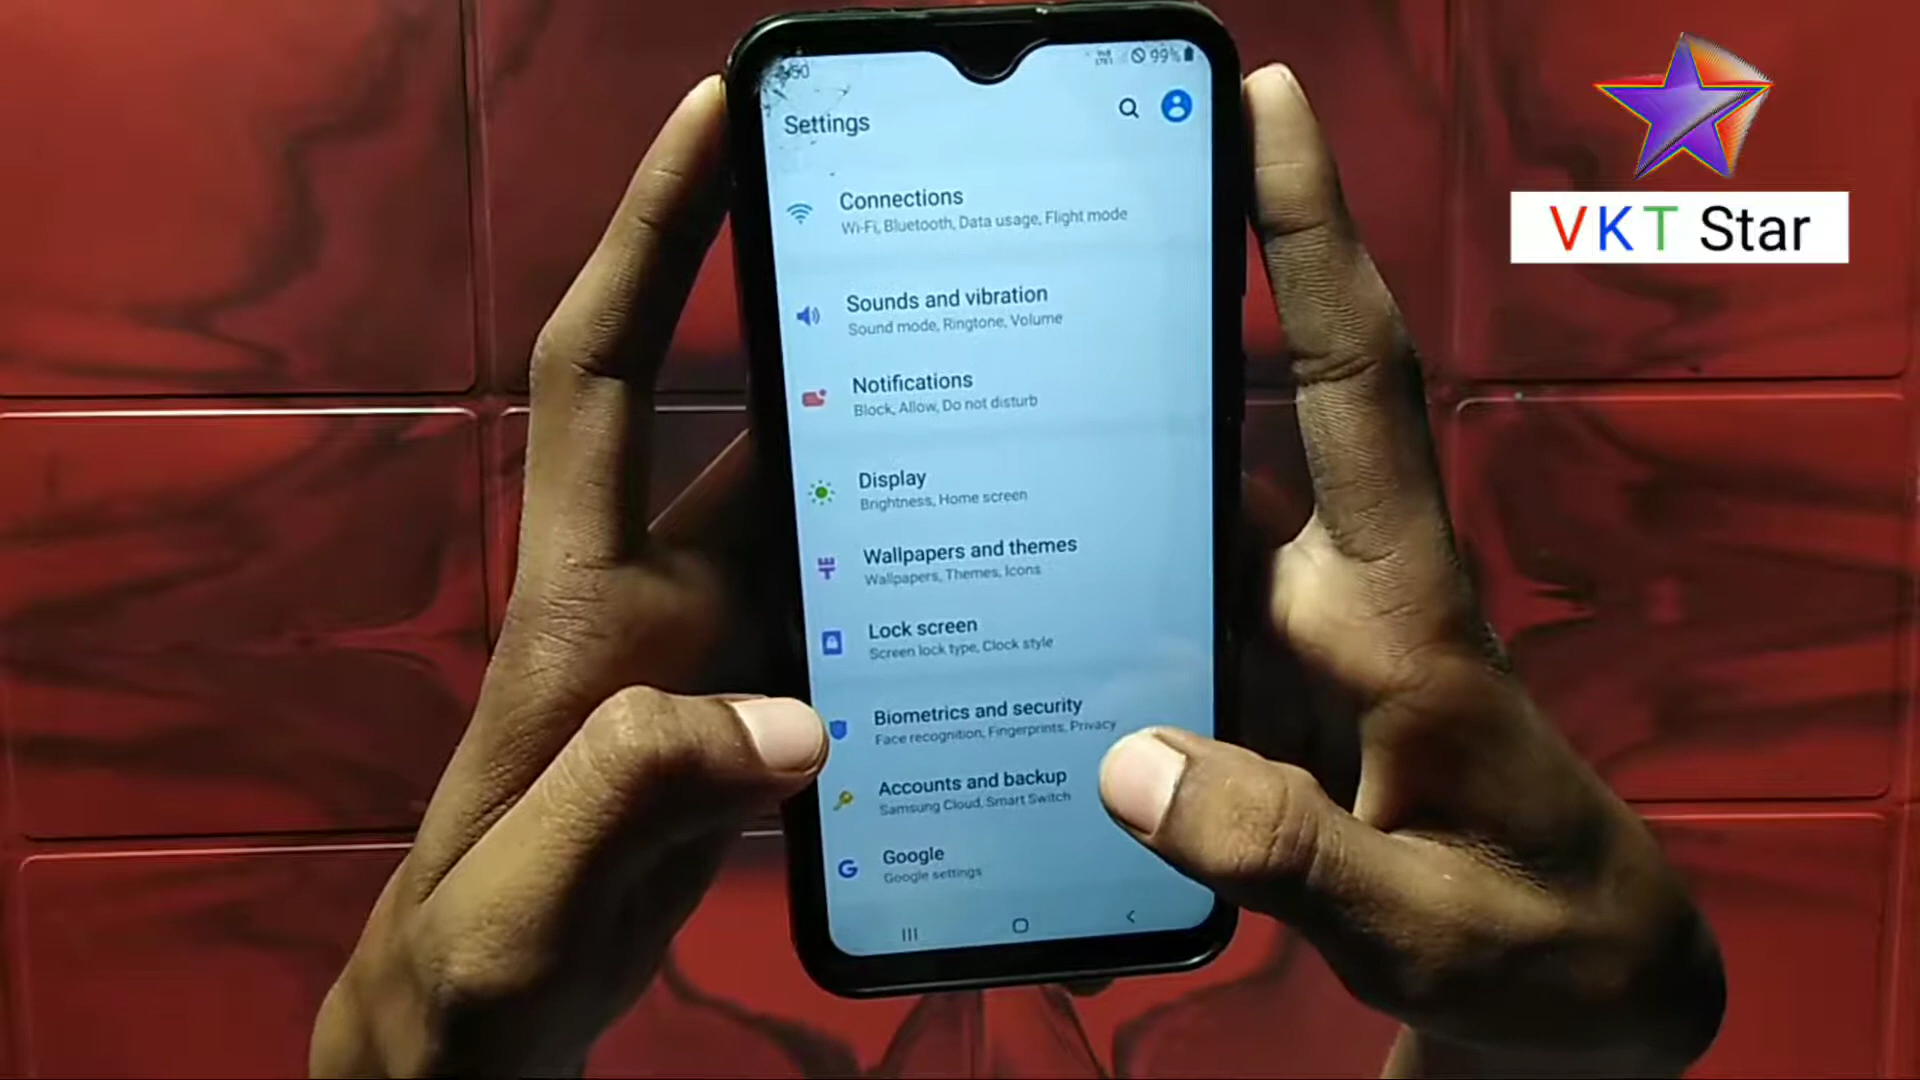 99%
Settings
Connections
Wi-Fi, Bluetooth, Data usage, Flight mode
Sounds and vibration
Sound mode, Ringtone, Volume
Notifications
Block, Allow, Do not disturb
Display
Brightness, Home screen
Wallpapers and themes
Wallpapers, Themes, Icons
Lock screen
Screen lock type, Clock style
Biometrics and security
Face recognition, Fingerprints, Privacy
Accounts and backup
Samsung Cloud, Smart Switch
Google
Google settings
VKT Star